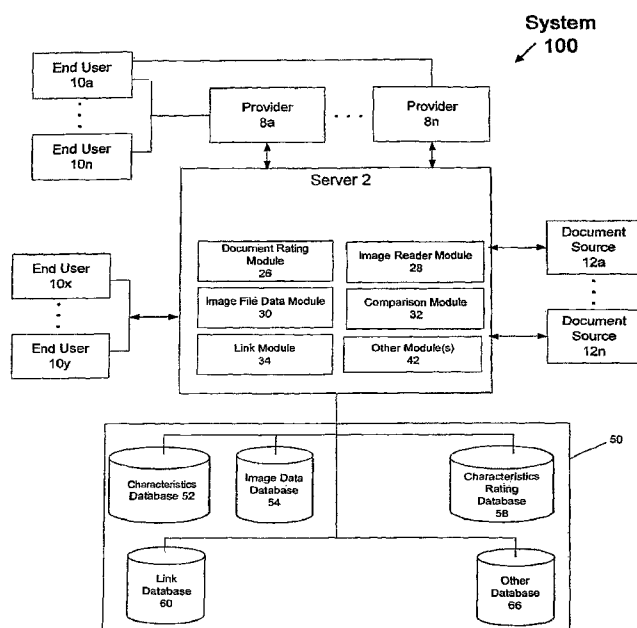 System
100
End User
10a
End User
10n
Provider
8a
Provider
8n
Server 2
Document Rating
Module
26
Image Reader Module
28
Image File Data Module
30
Comparison Module
32
Link Module
34
Other Module(s)
42
End User
10x
End User
10y
Document
Source
12a
Document
Source
12n
50
Characteristics
Database 52
Image Data
Database
54
Characteristics
Rating
Database
58
Link
Database
60
Other
Database
66